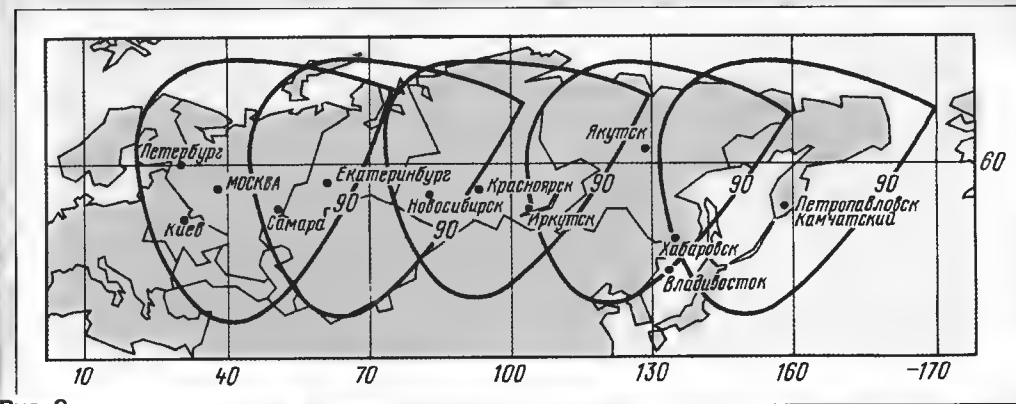 Петербург
МОСКВА
Киев
Самара
Екатеринбург
Новосибирск
Красноярск
Иркутск
Якутск
Хабаровск
Владивосток
Петропавловск
Камчатский
90
90
90
90
90
60
10 40 70 100 130 160 -170